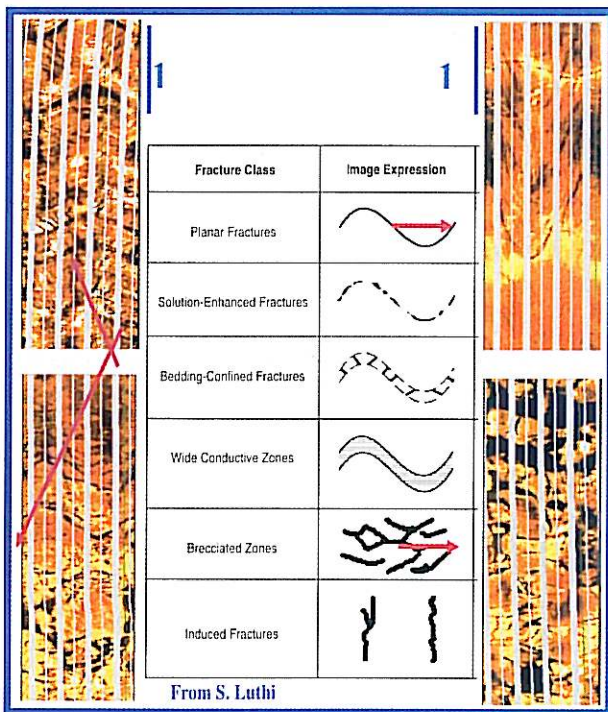 1 1
Fracture Class Image Expression
Planar Fractures
Solution-Enhanced Fractures
Bedding-Confined Fractures
Wide Conductive Zones
Brecciated Zones
Induced Fractures
From S. Luthi